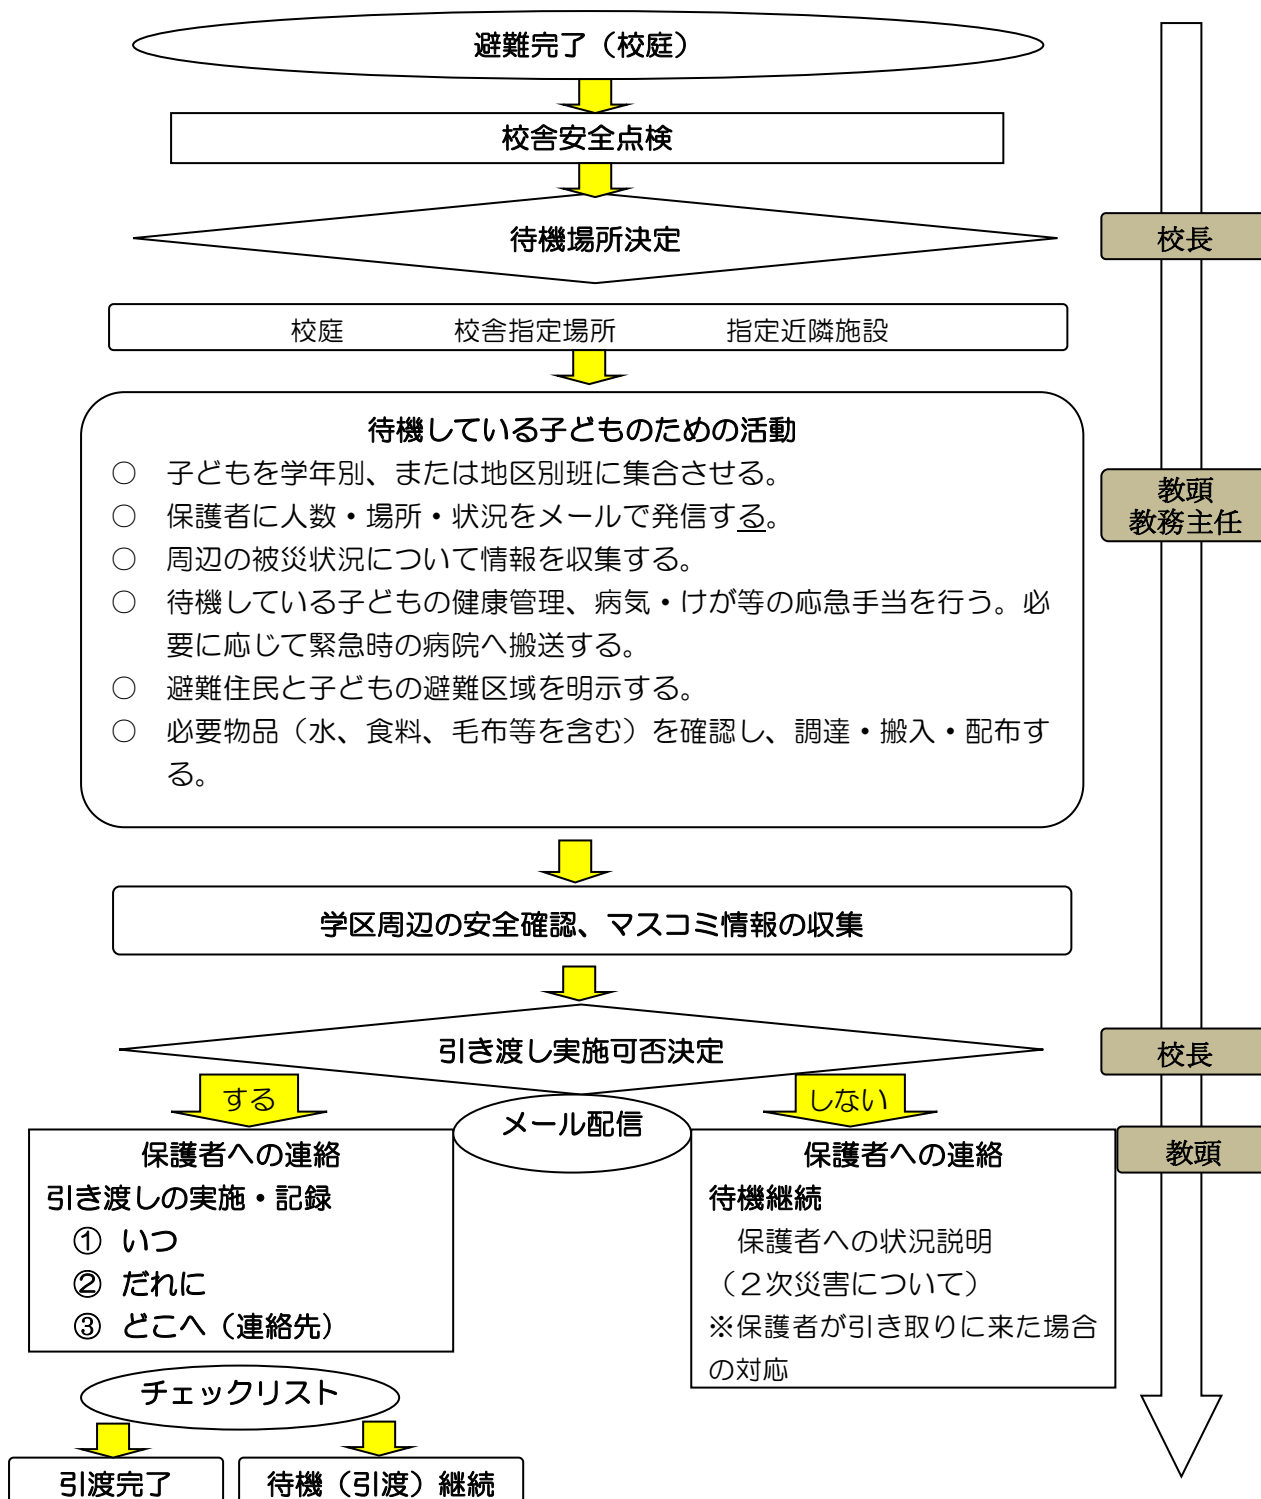 避難完了（校庭）
校舎安全点検
待機場所決定
校長
校庭　校舎指定場所　指定近隣施設
待機している子どものための活動
○　子どもを学年別、または地区別班に集合させる。
○　保護者に人数・場所・状況をメールで発信する。
○　周辺の被災状況について情報を収集する。
○　待機している子どもの健康管理、病気・けが等の応急手当を行う。必
要に応じて緊急時の病院へ搬送する。
○　避難住民と子どもの避難区域を明示する。
○　必要物品（水、食料、毛布等を含む）を確認し、調達・搬入・配布す
る。
教頭
教務主任
学区周辺の安全確認、マスコミ情報の収集
引き渡し実施可否決定
校長
する
しない
メール配信
教頭
保護者への連絡
引き渡しの実施・記録
①　いつ
②　だれに
③　どこへ（連絡先）
保護者への連絡
待機継続
保護者への状況説明
（２次災害について）
※保護者が引き取りに来た場合
の対応
チェックリスト
引渡完了
待機（引渡）継続